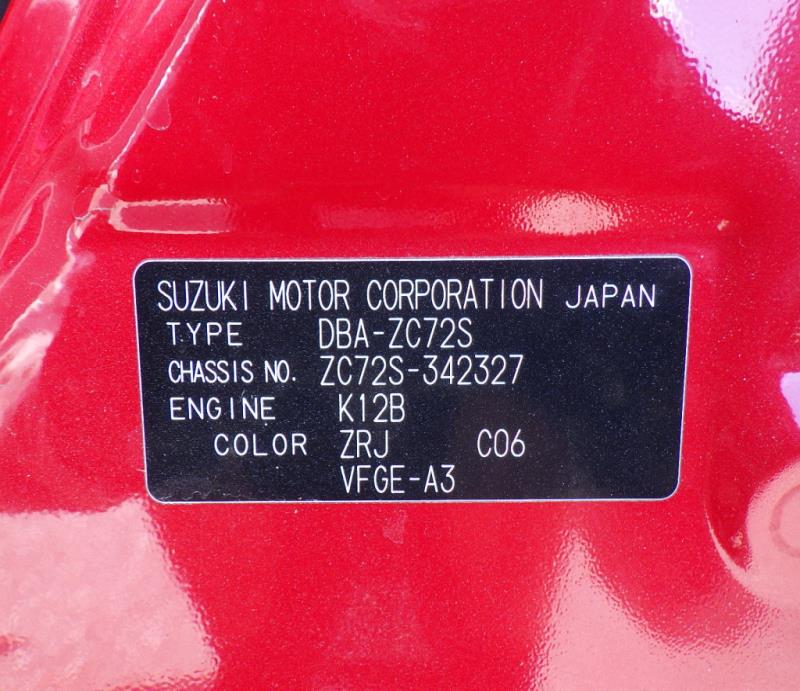 SUZUKI MOTOR CORPORATION JAPAN
TYPE DBA-ZC72S
CHASSIS NO. ZC72S-342327
ENGINE K12B
COLOR ZRJ C06
VFGE-A3